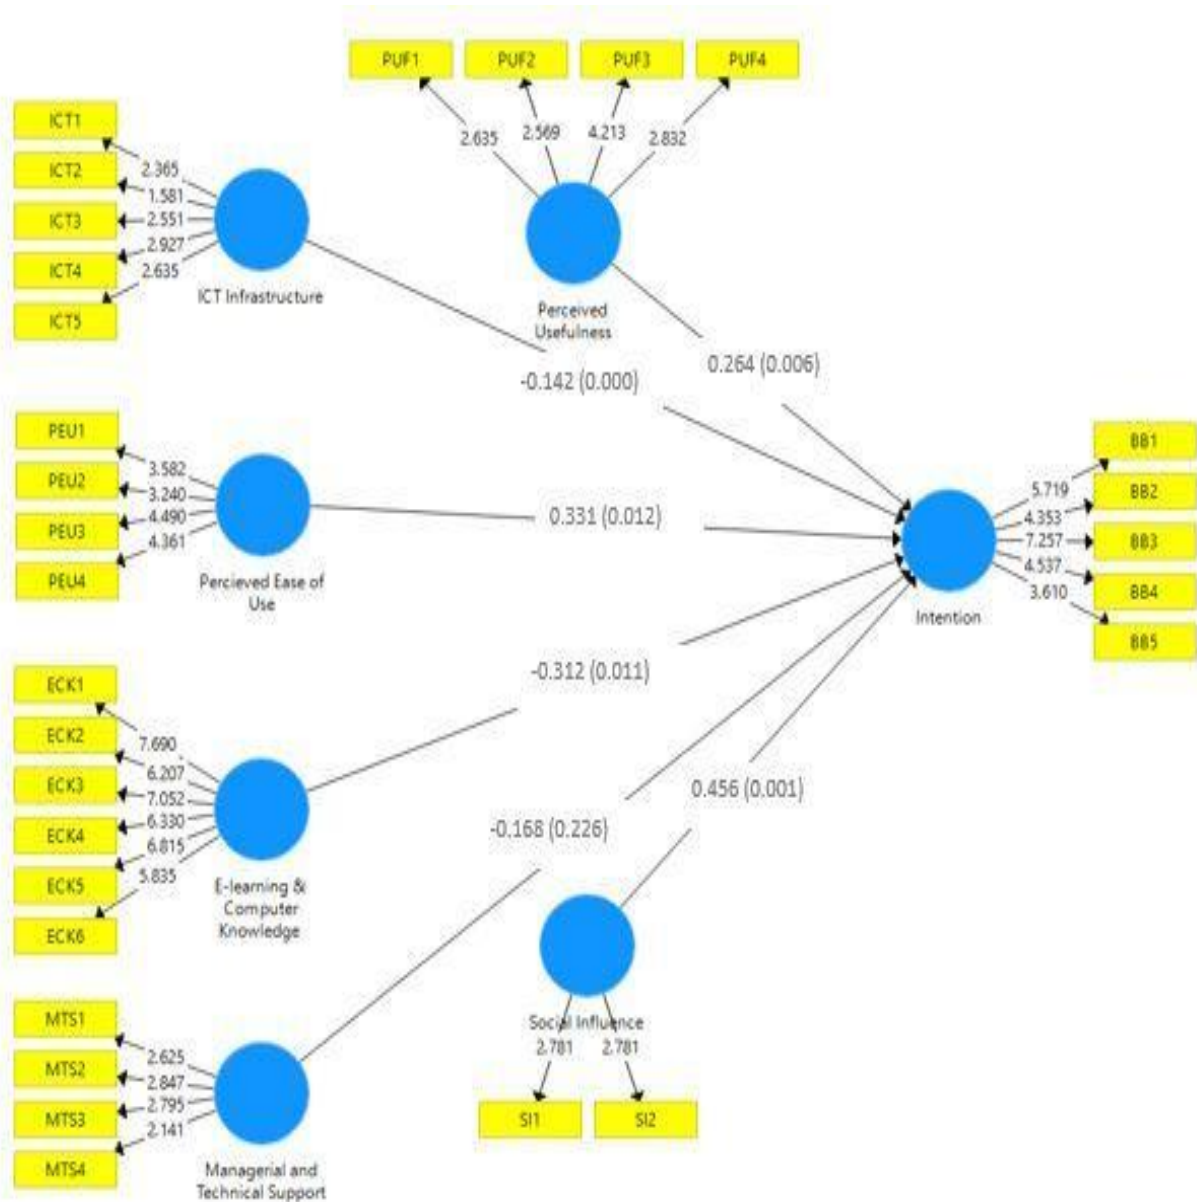 PUF1
PUF2
PUF3
PUF4
2.635
2.569
4.213
2.832
Perceived
Usefulness
ICT1
ICT2
ICT3
ICT4
ICT5
2.365
1.581
2.551
2.927
2.635
ICT Infrastructure
-0.142 (0.000)
0.264 (0.006)
PEU1
PEU2
PEU3
PEU4
3.582
3.240
4.490
4.361
Percieved Ease of
Use
0.331 (0.012)
BB1
BB2
BB3
BB4
BB5
5.719
4.353
7.257
4.537
3.610
Intention
ECK1
ECK2
ECK3
ECK4
ECK5
ECK6
7.690
6.207
7.052
6.330
6.815
5.835
E-learning &
Computer
Knowledge
-0.312 (0.011)
0.456 (0.001)
-0.168 (0.226)
MTS1
MTS2
MTS3
MTS4
2.625
2.847
2.795
2.141
Managerial and
Technical Support
Social Influence
2.781
2.781
SI1
SI2